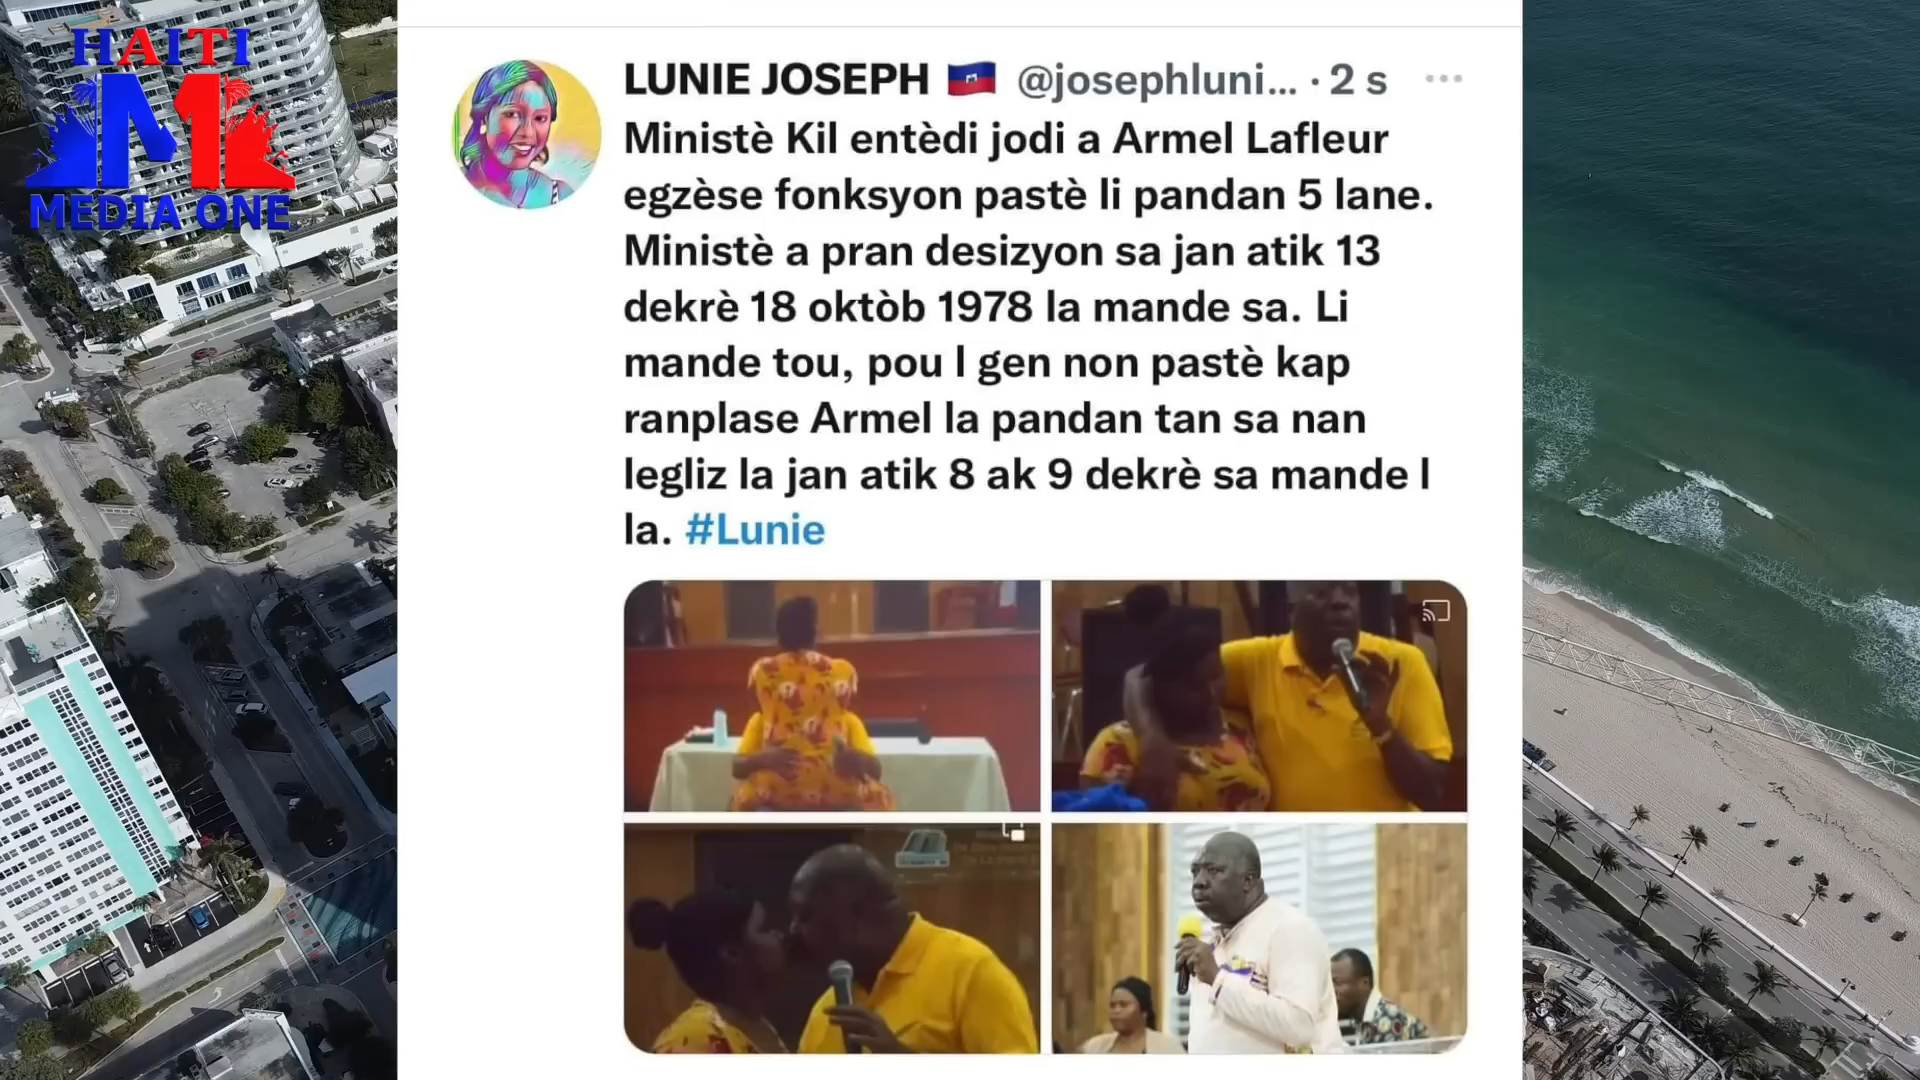 HAITI
M1
MEDIA ONE
LUNIE JOSEPH 🇭🇹 @josephluni... · 2 s
Ministè Kil entèdi jodi a Armel Lafleur
egzèse fonksyon pastè li pandan 5 lane.
Ministè a pran desizyon sa jan atik 13
dekrè 18 oktòb 1978 la mande sa. Li
mande tou, pou l gen non pastè kap
ranplase Armel la pandan tan sa nan
legliz la jan atik 8 ak 9 dekrè sa mande l
la. #Lunie